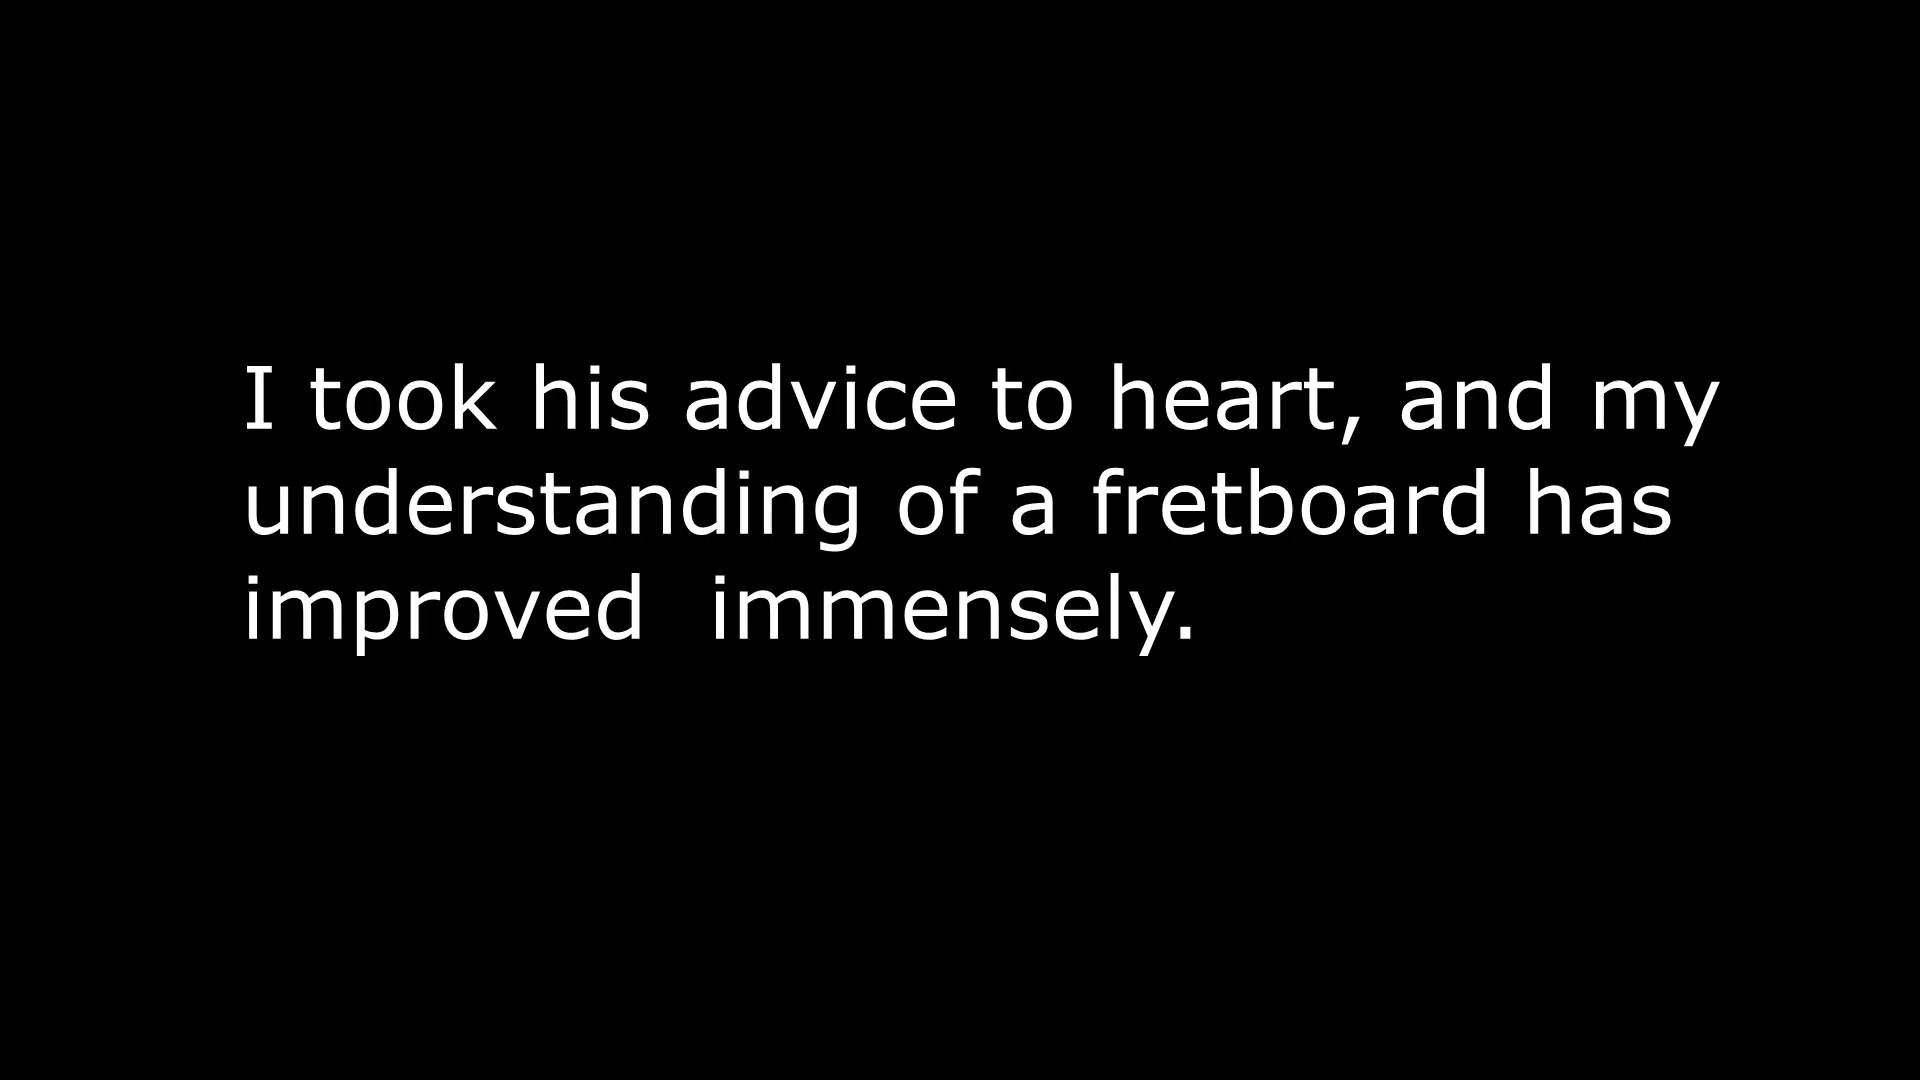 I took his advice to heart, and my
understanding of a fretboard has
improved  immensely.